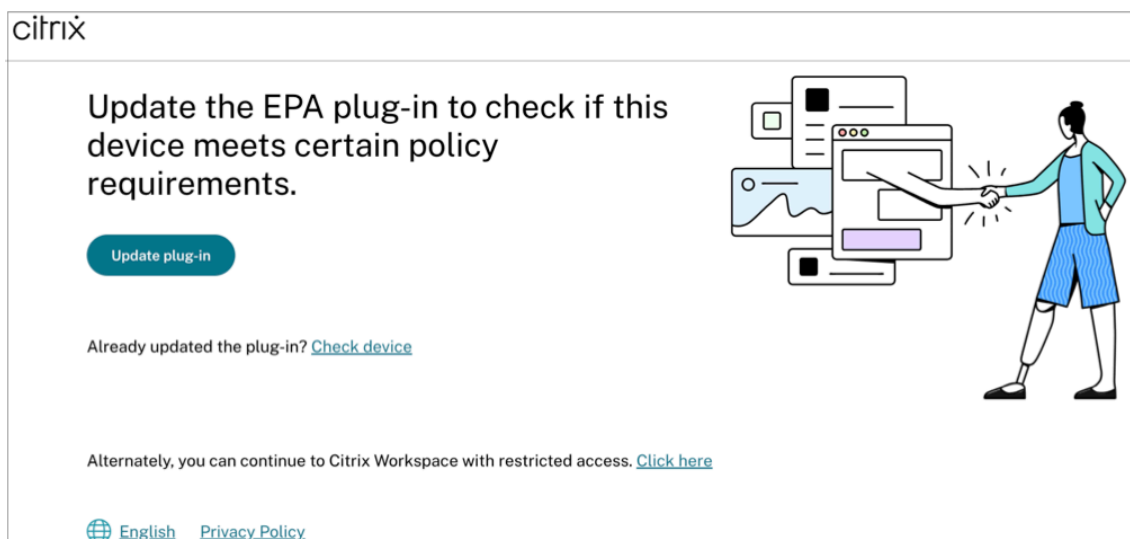 citrix
Update the EPA plug-in to check if this
device meets certain policy
requirements.
Update plug-in
Already updated the plug-in? Check device
Alternately, you can continue to Citrix Workspace with restricted access. Click here
English Privacy Policy